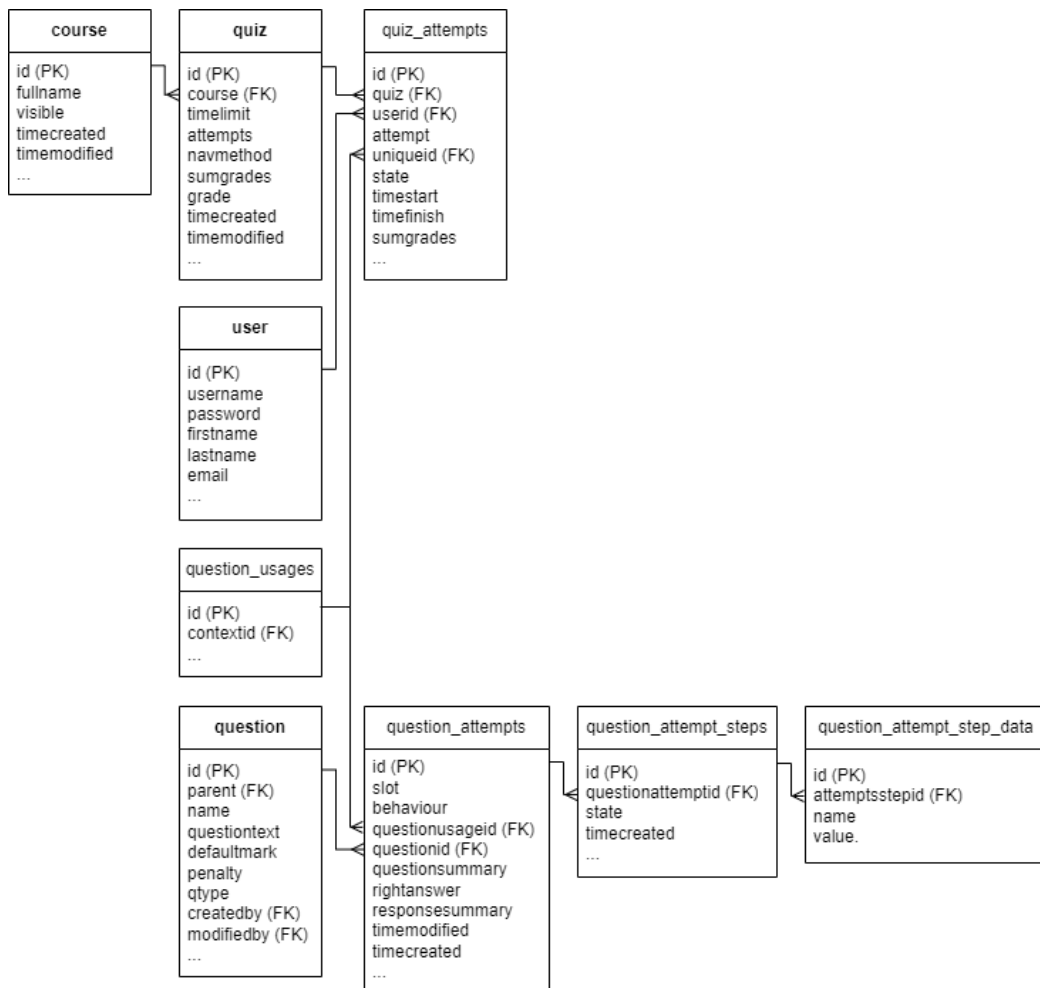 course
id (PK)
fullname
visible
timecreated
timemodified
...
quiz
id (PK)
course (FK)
timelimit
attempts
navmethod
sumgrades
grade
timecreated
timemodified
...
quiz_attempts
id (PK)
quiz (FK)
userid (FK)
attempt
uniqueid (FK)
state
timestart
timefinish
sumgrades
...
user
id (PK)
username
password
firstname
lastname
email
...
question_usages
id (PK)
contextid (FK)
...
question
id (PK)
parent (FK)
name
questiontext
defaultmark
penalty
qtype
createdby (FK)
modifiedby (FK)
...
question_attempts
id (PK)
slot
behaviour
questionusageid (FK)
questionid (FK)
questionsummary
rightanswer
responsesummary
timemodified
timecreated
...
question_attempt_steps
id (PK)
questionattemptid (FK)
state
timecreated
...
question_attempt_step_data
id (PK)
attemptsstepid (FK)
name
value.